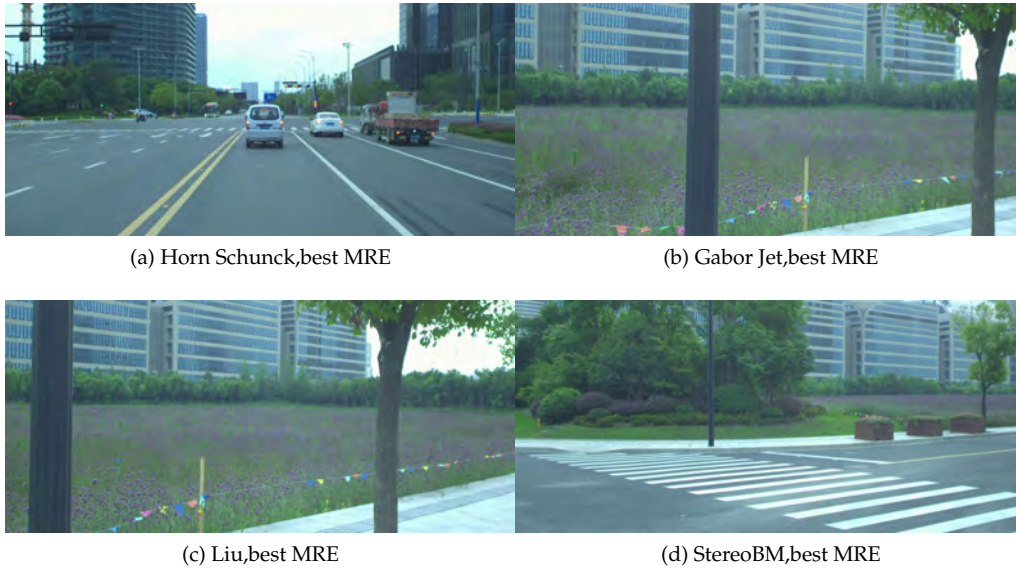 (a) Horn Schunck,best MRE
(b) Gabor Jet,best MRE
(c) Liu,best MRE
(d) StereoBM,best MRE